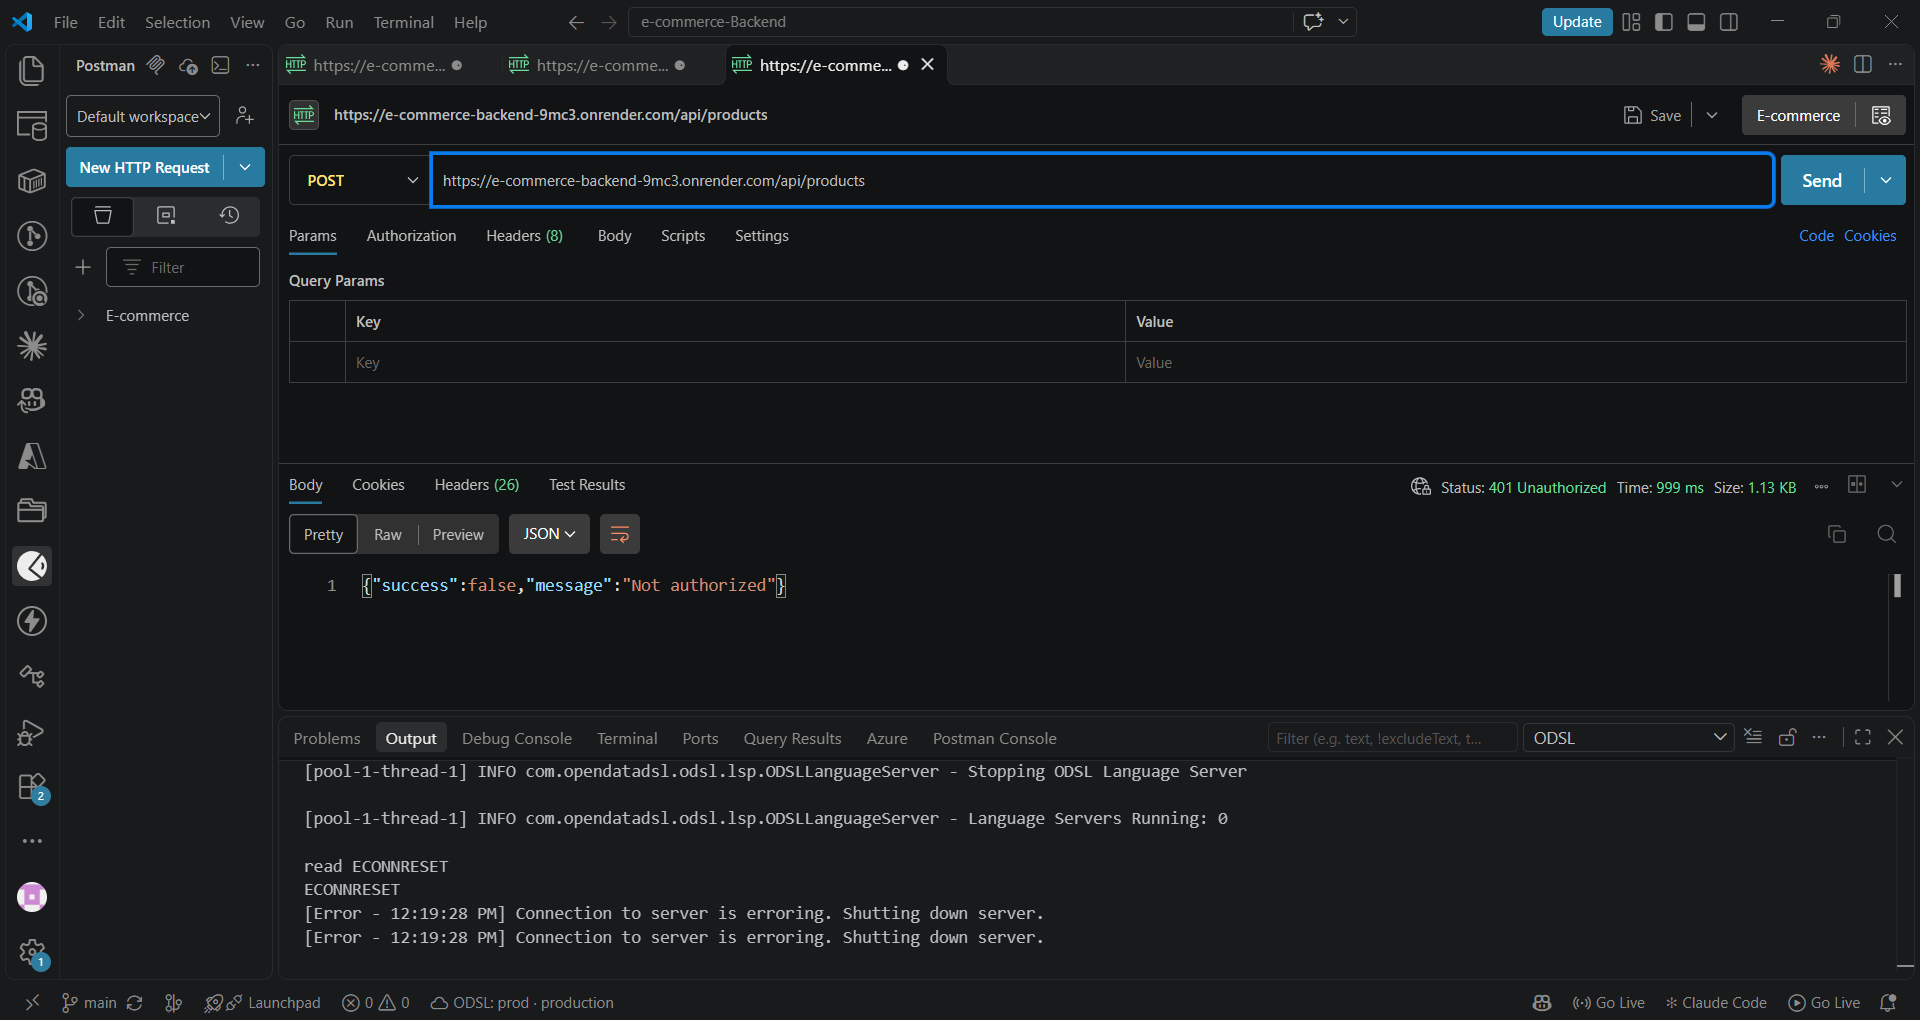 File Edit Selection View Go Run Terminal Help e-commerce-Backend Update
Postman
https://e-comme...
https://e-comme...
https://e-comme...
Default workspace
New HTTP Request
Filter
E-commerce
HTTP https://e-commerce-backend-9mc3.onrender.com/api/products Save E-commerce
POST https://e-commerce-backend-9mc3.onrender.com/api/products Send
Params Authorization Headers (8) Body Scripts Settings Code Cookies
Query Params
Key Value
Key Value
Body Cookies Headers (26) Test Results Status: 401 Unauthorized Time: 999 ms Size: 1.13 KB
Pretty Raw Preview JSON
1 {"success":false,"message":"Not authorized"}
Problems Output Debug Console Terminal Ports Query Results Azure Postman Console Filter (e.g. text, !excludeText, t... ODSL
[pool-1-thread-1] INFO com.opendatadsl.odsl.lsp.ODSLLanguageServer - Stopping ODSL Language Server
[pool-1-thread-1] INFO com.opendatadsl.odsl.lsp.ODSLLanguageServer - Language Servers Running: 0
read ECONNRESET
ECONNRESET
[Error - 12:19:28 PM] Connection to server is erroring. Shutting down server.
[Error - 12:19:28 PM] Connection to server is erroring. Shutting down server.
2
1
main Launchpad 0 0 ODSL: prod · production Go Live Claude Code Go Live